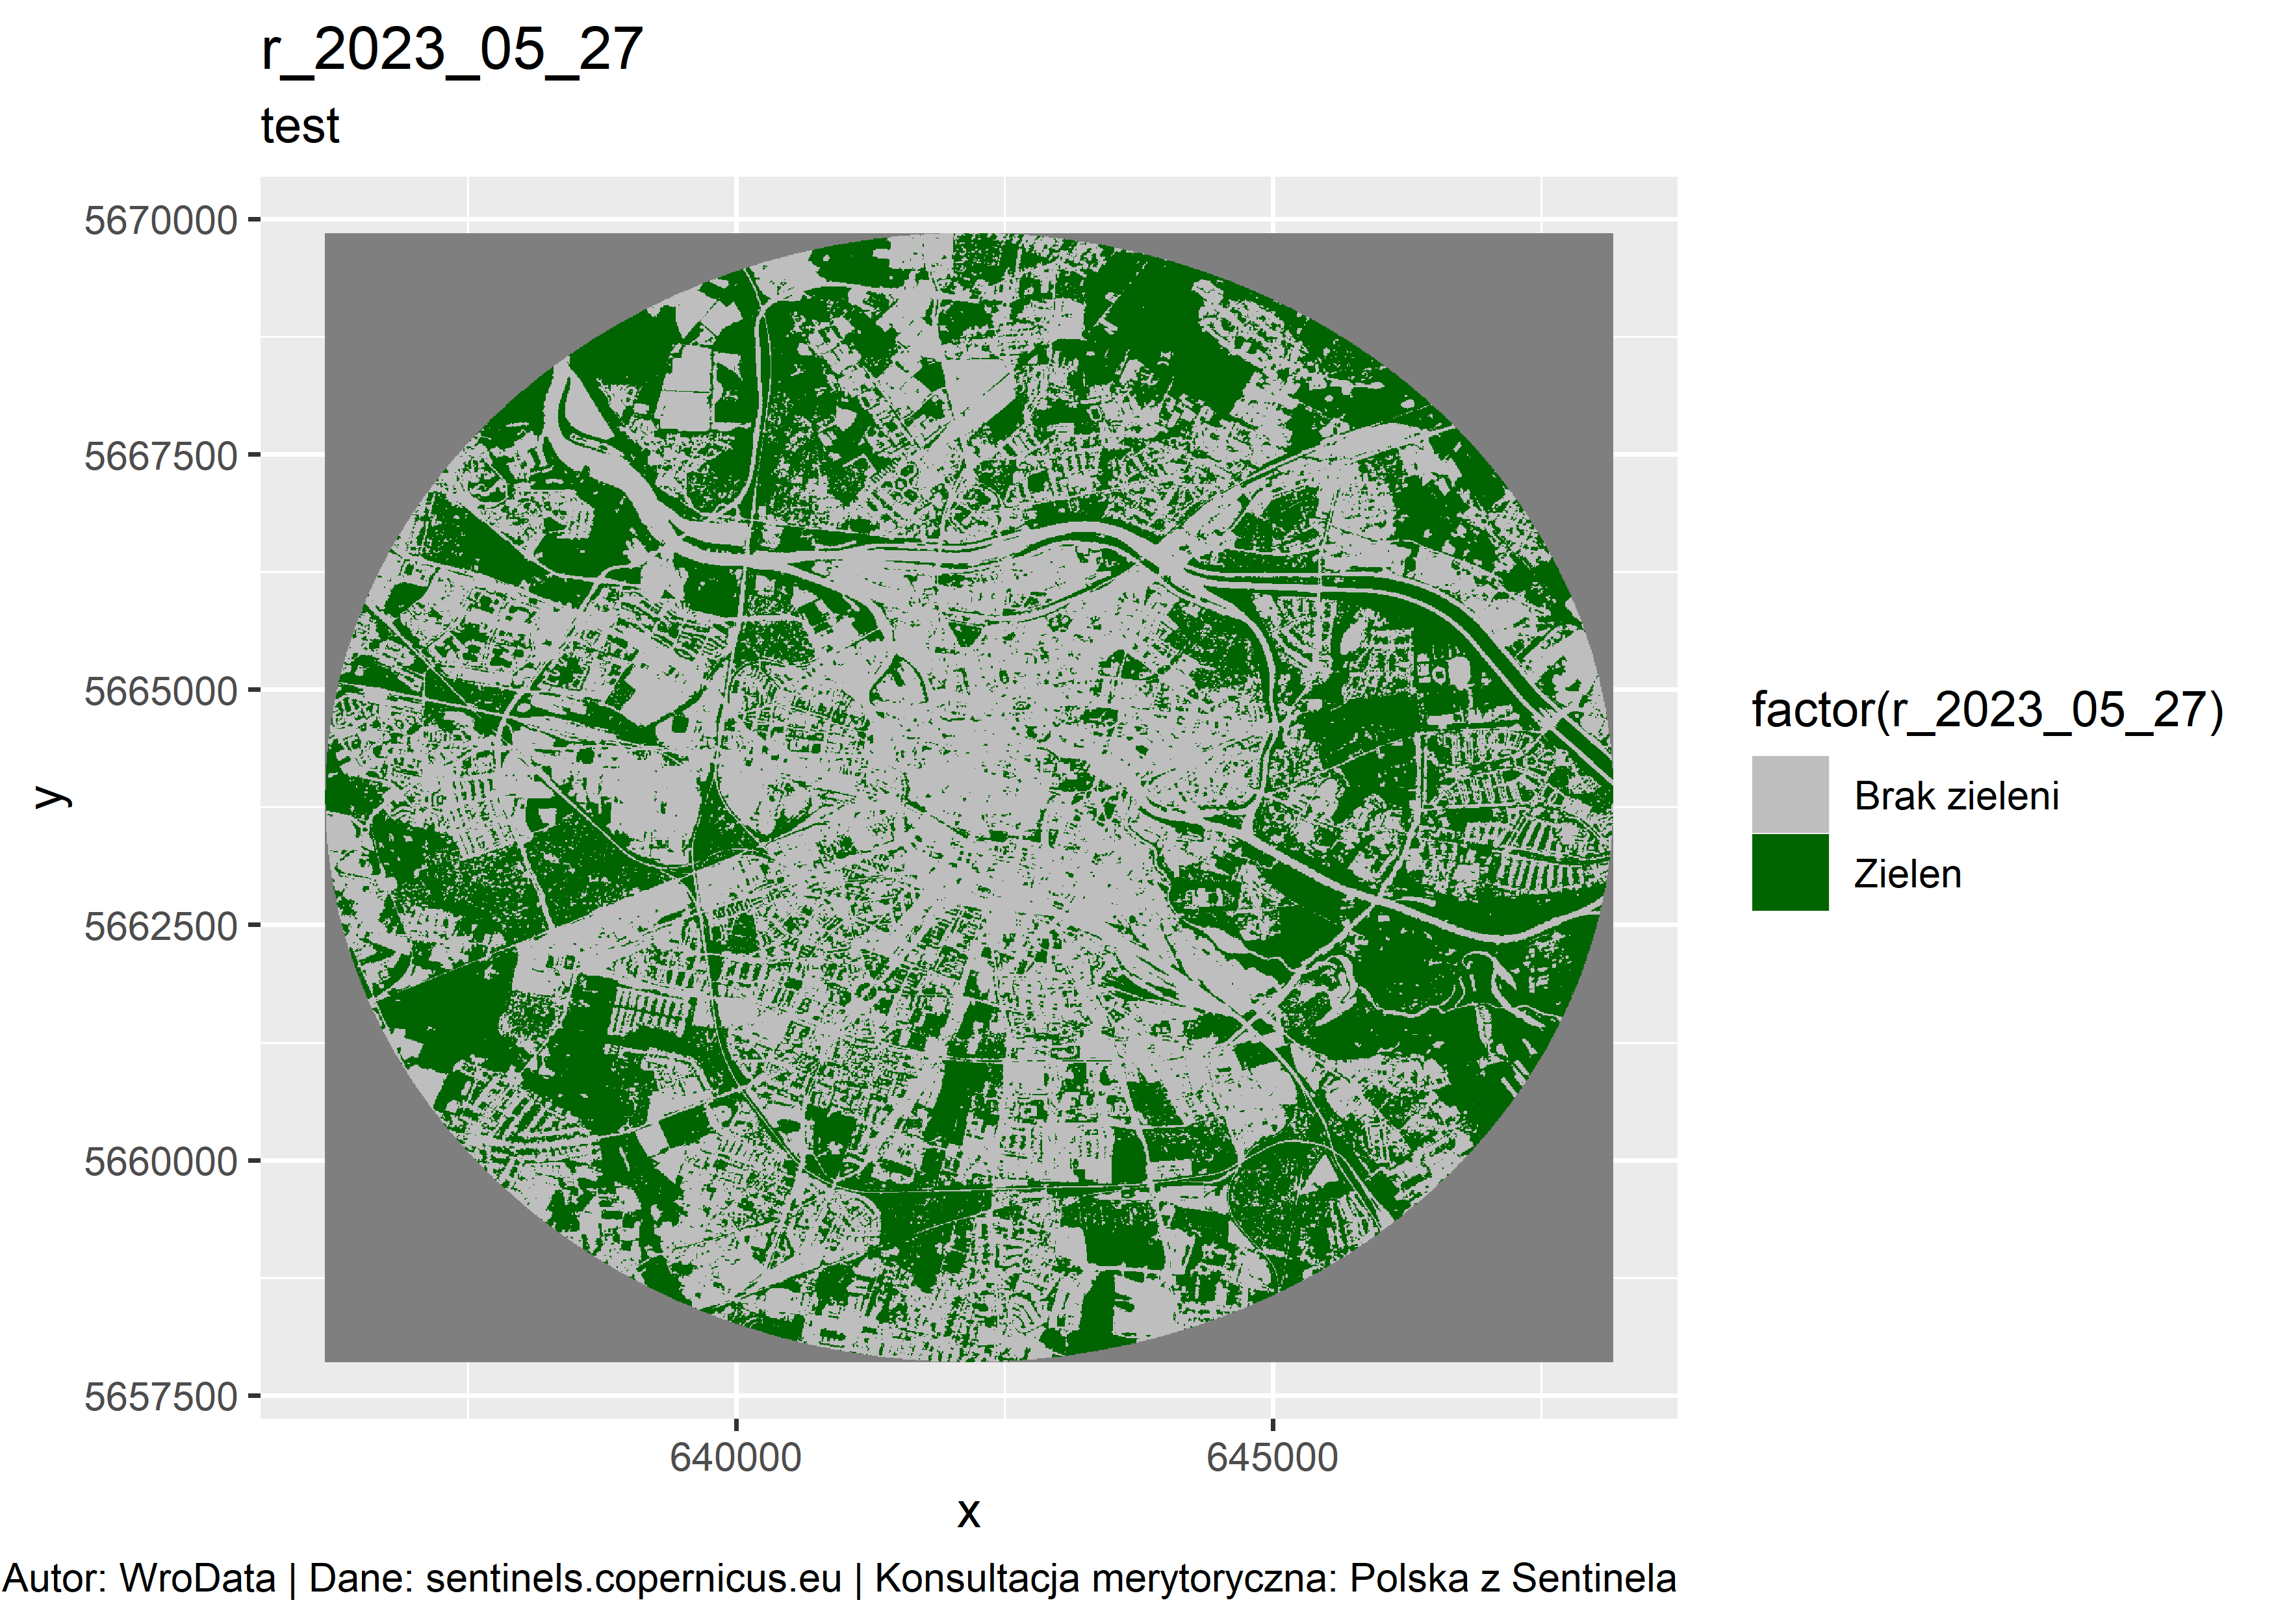 r_2023_05_27
test
5670000
5667500
5665000
5662500
5660000
5657500
y
640000
645000
x
factor(r_2023_05_27)
Brak zieleni
Zielen
Autor: WroData | Dane: sentinels.copernicus.eu | Konsultacja merytoryczna: Polska z Sentinela